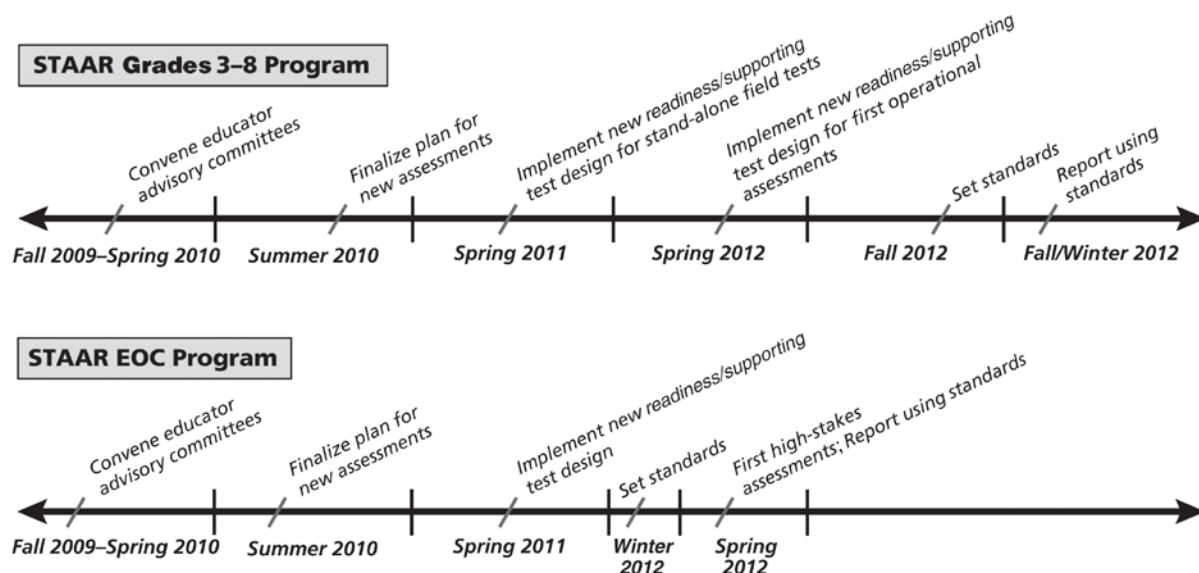 STAAR Grades 3–8 Program
Convene educator
advisory committees
Finalize plan for
new assessments
Implement new readiness/supporting
test design for stand-alone field tests
Implement new readiness/supporting
test design for first operational
assessments
Set standards
Report using
standards
Fall 2009–Spring 2010
Summer 2010
Spring 2011
Spring 2012
Fall 2012
Fall/Winter 2012
STAAR EOC Program
Convene educator
advisory committees
Finalize plan for
new assessments
Implement new readiness/supporting
test design
Set standards
First high-stakes
assessments; Report using standards
Fall 2009–Spring 2010
Summer 2010
Spring 2011
Winter
2012
Spring
2012